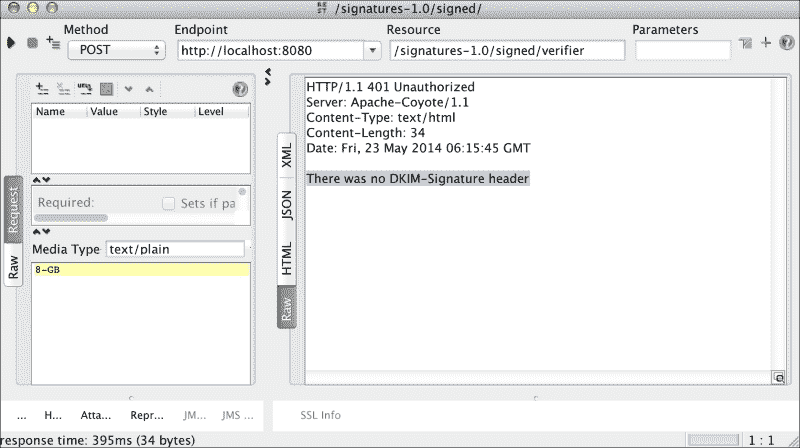 /signatures-1.0/signed/
Method
Endpoint
Resource
Parameters
POST
http://localhost:8080
/signatures-1.0/signed/verifier
Name Value Style Level
Required: Sets if pa
Media Type text/plain
8-GB
Request
Raw
XML
JSON
HTML
Raw
HTTP/1.1 401 Unauthorized
Server: Apache-Coyote/1.1
Content-Type: text/html
Content-Length: 34
Date: Fri, 23 May 2014 06:15:45 GMT
There was no DKIM-Signature header
... H... Atta... Repr... JM... JMS ...
SSL Info
response time: 395ms (34 bytes)
1 : 1